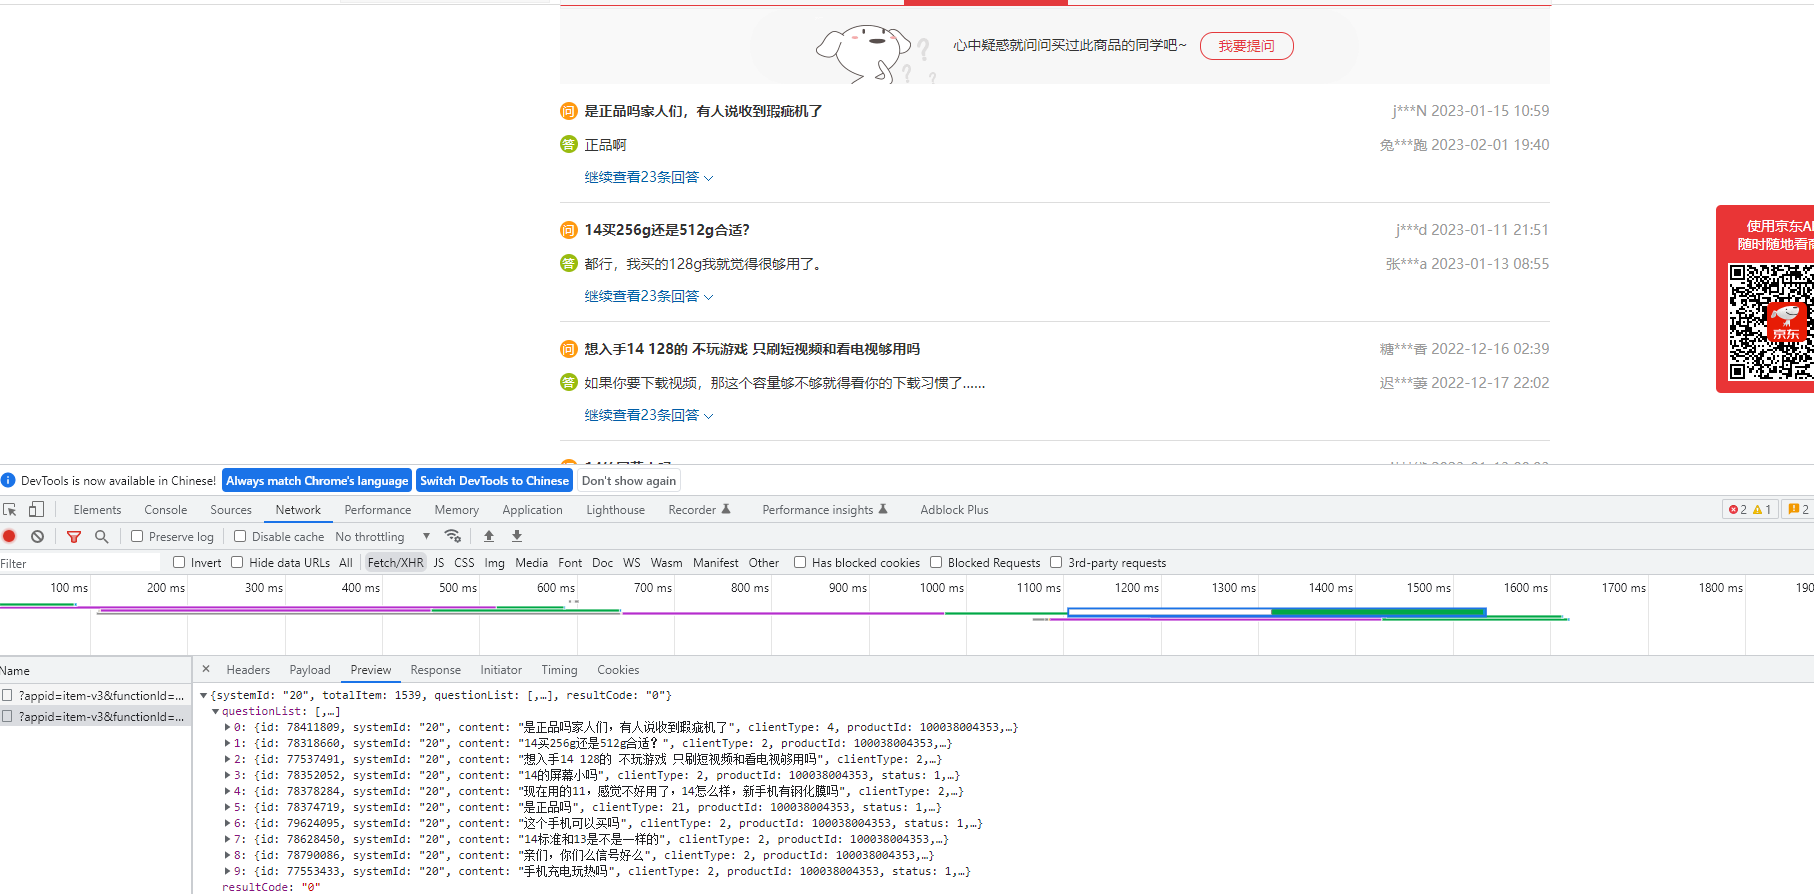 心中疑惑就问问买过此商品的同学吧~ 我要提问
问 是正品吗家人们，有人说收到瑕疵机了 j***N 2023-01-15 10:59
答 正品啊 兔***跑 2023-02-01 19:40
继续查看23条回答
问 14买256g还是512g合适？ j***d 2023-01-11 21:51
答 都行，我买的128g我就觉得很够用了。 张***a 2023-01-13 08:55
继续查看23条回答
问 想入手14 128的 不玩游戏 只刷短视频和看电视够用吗 糖***香 2022-12-16 02:39
答 如果你要下载视频，那这个容量够不够就得看你的下载习惯了...... 迟***菱 2022-12-17 22:02
继续查看23条回答
使用京东A
随时随地看商
京东
DevTools is now available in Chinese! Always match Chrome's language Switch DevTools to Chinese Don't show again
Elements Console Sources Network Performance Memory Application Lighthouse Recorder Performance insights Adblock Plus 2 1 2
Preserve log Disable cache No throttling
Filter Invert Hide data URLs All Fetch/XHR JS CSS Img Media Font Doc WS Wasm Manifest Other Has blocked cookies Blocked Requests 3rd-party requests
100 ms 200 ms 300 ms 400 ms 500 ms 600 ms 700 ms 800 ms 900 ms 1000 ms 1100 ms 1200 ms 1300 ms 1400 ms 1500 ms 1600 ms 1700 ms 1800 ms 190
Name Headers Payload Preview Response Initiator Timing Cookies
?appid=item-v3&functionId=...
?appid=item-v3&functionId=...
{systemId: "20", totalItem: 1539, questionList: [,…], resultCode: "0"}
questionList: [,…]
0: {id: 78411809, systemId: "20", content: "是正品吗家人们，有人说收到瑕疵机了", clientType: 4, productId: 100038004353,…}
1: {id: 78318660, systemId: "20", content: "14买256g还是512g合适？", clientType: 2, productId: 100038004353,…}
2: {id: 77537491, systemId: "20", content: "想入手14 128的 不玩游戏 只刷短视频和看电视够用吗", clientType: 2,…}
3: {id: 78352052, systemId: "20", content: "14的屏幕小吗", clientType: 2, productId: 100038004353, status: 1,…}
4: {id: 78378284, systemId: "20", content: "现在用的11，感觉不好用了，14怎么样，新手机有钢化膜吗", clientType: 2,…}
5: {id: 78374719, systemId: "20", content: "是正品吗", clientType: 21, productId: 100038004353, status: 1,…}
6: {id: 79624095, systemId: "20", content: "这个手机可以买吗", clientType: 2, productId: 100038004353, status: 1,…}
7: {id: 78628450, systemId: "20", content: "14标准和13是不是一样的", clientType: 2, productId: 100038004353,…}
8: {id: 78790086, systemId: "20", content: "亲们，你们么信号好么", clientType: 2, productId: 100038004353,…}
9: {id: 77553433, systemId: "20", content: "手机充电玩热吗", clientType: 2, productId: 100038004353, status: 1,…}
resultCode: "0"